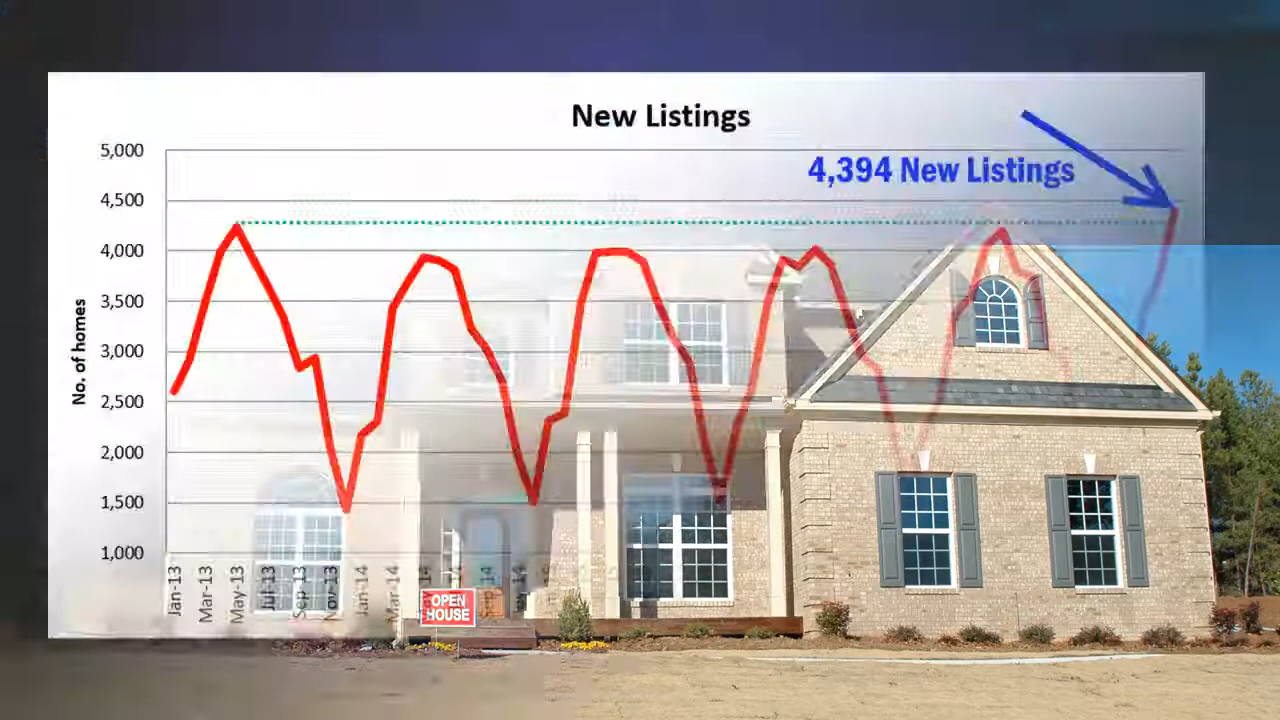 New Listings
4,394 New Listings
5,000
4,500
4,000
3,500
3,000
2,500
2,000
1,500
1,000
No. of homes
Jan-13
Mar-13
May-13
Jul-13
Sep-13
Nov-13
Jan-14
Mar-14
OPEN
HOUSE